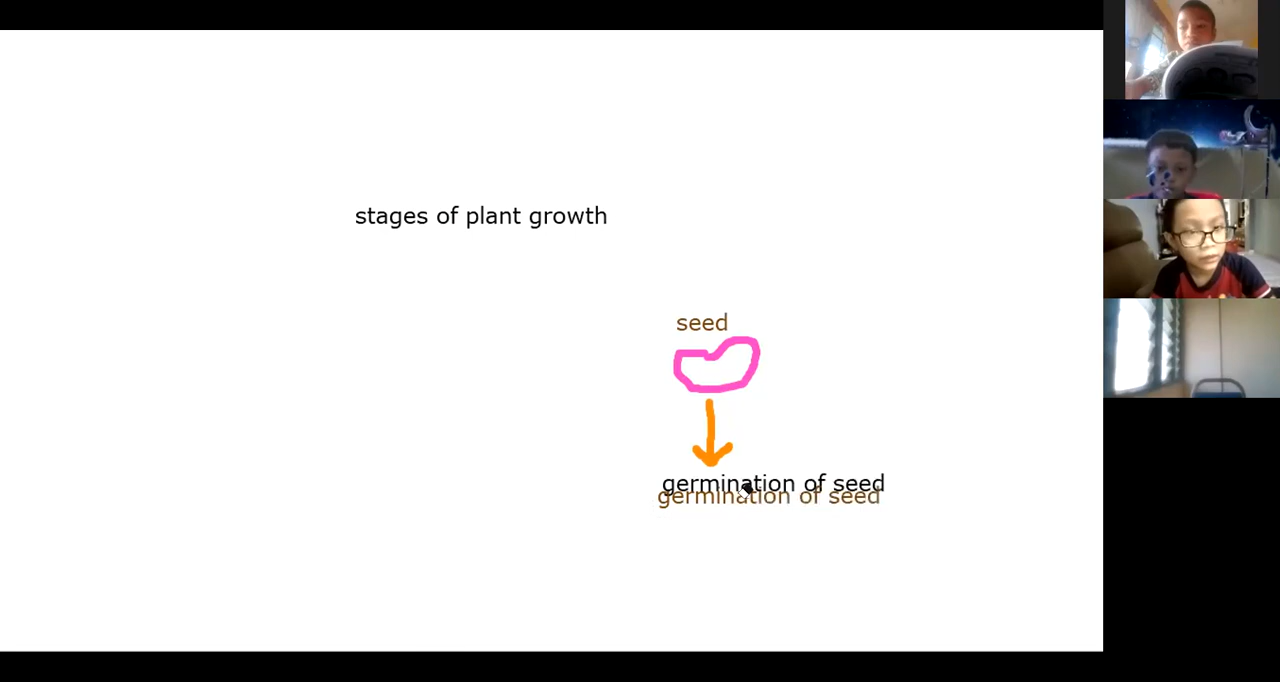 stages of plant growth
seed
germination of seed
germination of seed